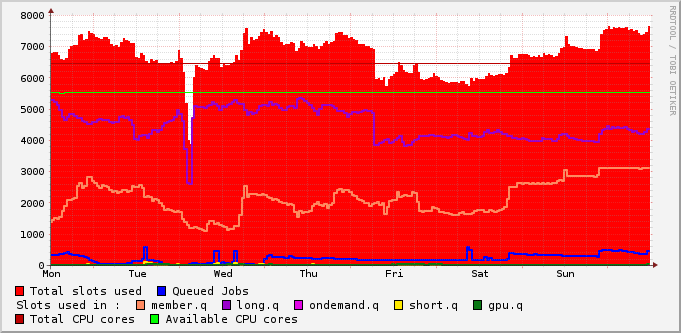 8000
7000
6000
5000
4000
3000
2000
1000
0
Mon Tue Wed Thu Fri Sat Sun
RRDTOOL / TOBI OETIKER
Total slots used Queued Jobs
Slots used in : member.q long.q ondemand.q short.q gpu.q
Total CPU cores Available CPU cores